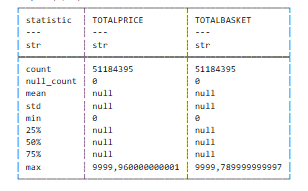 statistic TOTALPRICE TOTALBASKET
--- --- ---
str str str
count 51184395 51184395
null_count 0 0
mean null null
std null null
min 0 0
25% null null
50% null null
75% null null
max 9999,960000000001 9999,789999999997